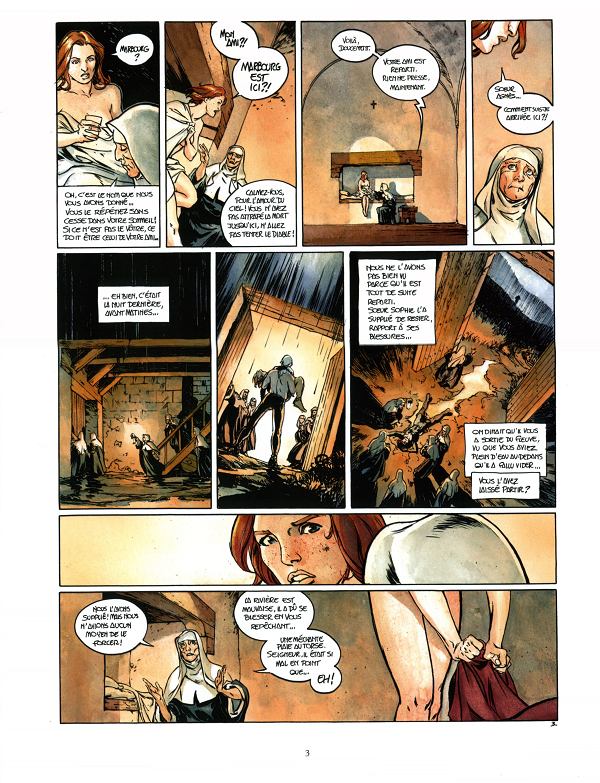 MARBOURG
?
OH, C'EST LE NOM QUE NOUS
VOUS AVONS DONNÉ...
VOUS LE RÉPÉTIEZ SANS
CESSE DANS VOTRE SOMMEIL!
SI CE N'EST PAS LE VÔTRE, CE
DOIT ÊTRE CELUI DE VOTRE AMI...
MON
AMI?!
MARBOURG
EST
ICI?!
CALMEZ-VOUS,
POUR L'AMOUR DU
CIEL! VOUS N'AVEZ
PAS ATTRAPÉ LA MORT
JUSQU'ICI, N'ALLEZ
PAS TENTER LE DIABLE!
VOILÀ,
DOUCEMENT.
VOTRE AMI EST
REPARTI.
RIEN NE PRESSE,
MAINTENANT.
SŒUR
AGNÈS...
COMMENT SUIS-JE
ARRIVÉE ICI?!
... EH BIEN, C'ÉTAIT
LA NUIT DERNIÈRE,
AVANT MATINES...
NOUS NE L'AVONS
PAS BIEN VU
PARCE QU'IL EST
TOUT DE SUITE
REPARTI.
SŒUR SOPHIE L'A
SUPPLIÉ DE RESTER,
RAPPORT À SES
BLESSURES...
ON DIRAIT QU'IL VOUS
A SORTIE DU FLEUVE,
VU QUE VOUS AVIEZ
PLEIN D'EAU AU DEDANS
QU'IL A FALLU VIDER...
VOUS L'AVEZ
LAISSÉ PARTIR?
NOUS L'AVONS
SUPPLIÉ! MAIS NOUS
N'AVIONS AUCUN
MOYEN DE LE
FORCER!
LA RIVIÈRE EST
MAUVAISE, IL A DÛ SE
BLESSER EN VOUS
REPÊCHANT...
UNE MÉCHANTE
PLAIE AU TORSE.
SEIGNEUR, IL ÉTAIT SI
MAL EN POINT
QUE...
EH!
3.
3